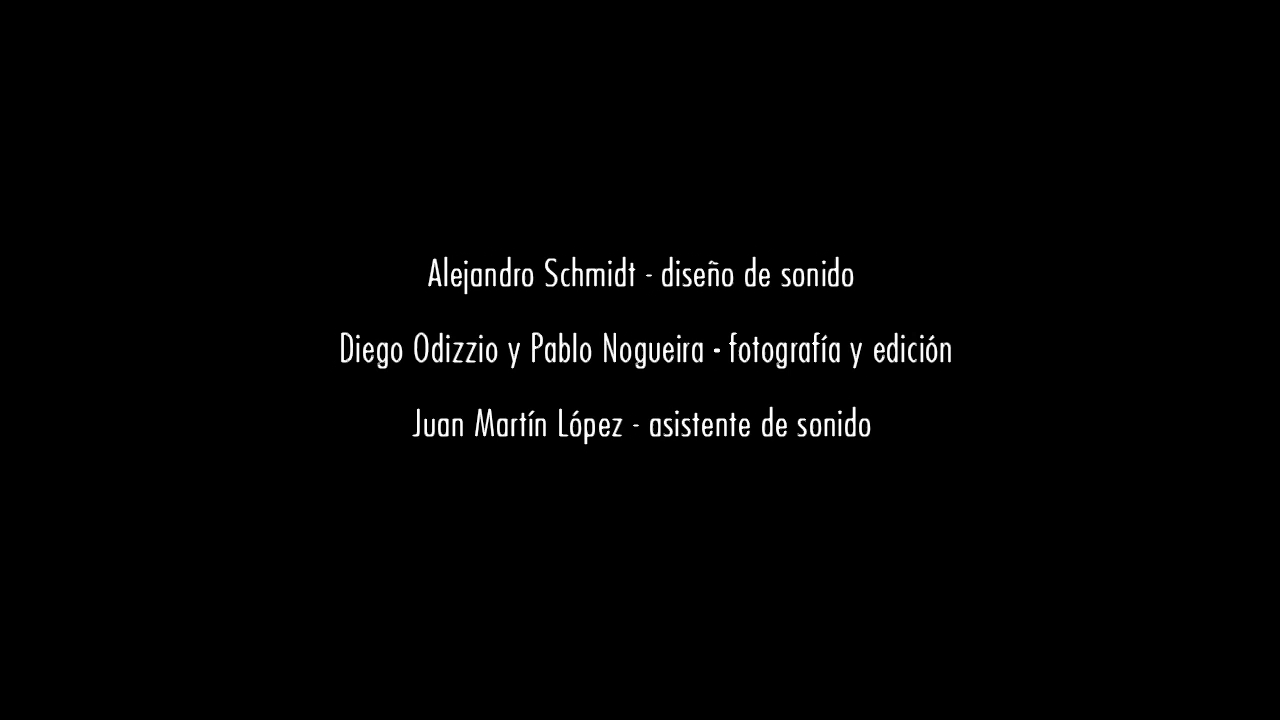 Alejandro Schmidt - diseño de sonido
Diego Odizzio y Pablo Nogueira - fotografía y edición
Juan Martín López - asistente de sonido